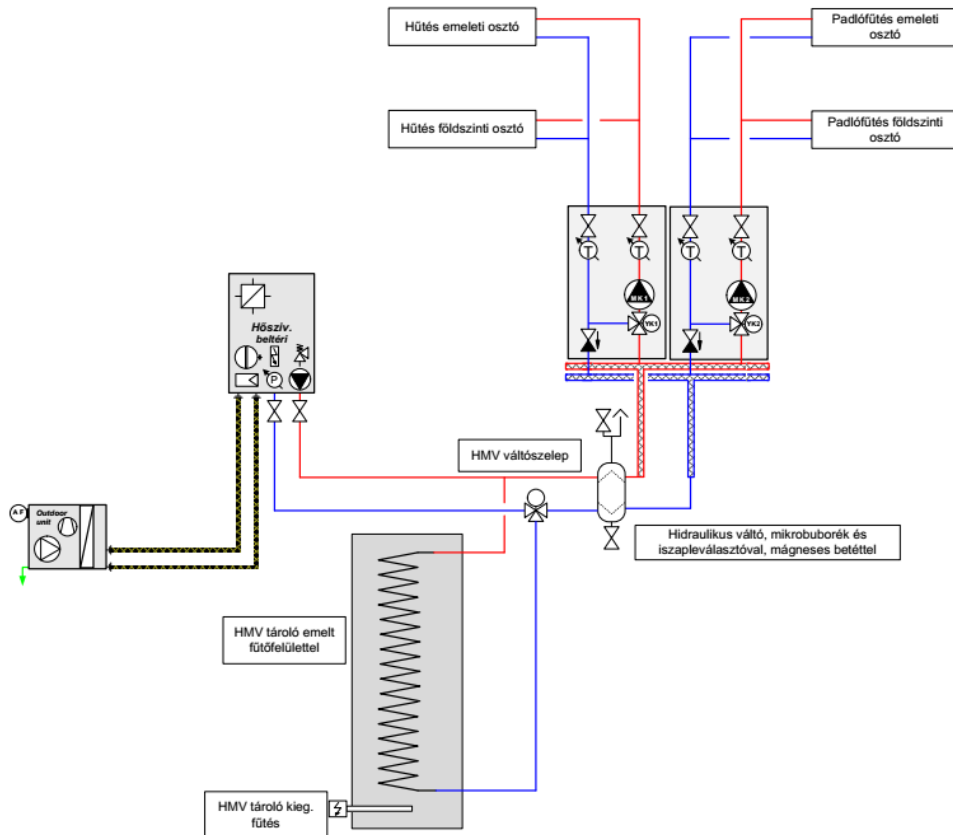 Hűtés emeleti osztó
Padlófűtés emeleti
osztó
Hűtés földszinti osztó
Padlófűtés földszinti
osztó
T
T
T
T
MK1
MK2
YK1
YK2
Hősziv.
beltéri
P
HMV váltószelep
A F
Outdoor
unit
Hidraulikus váltó, mikrobuborék és
iszapleválasztóval, mágneses betéttel
HMV tároló emelt
fűtőfelülettel
HMV tároló kieg.
fűtés